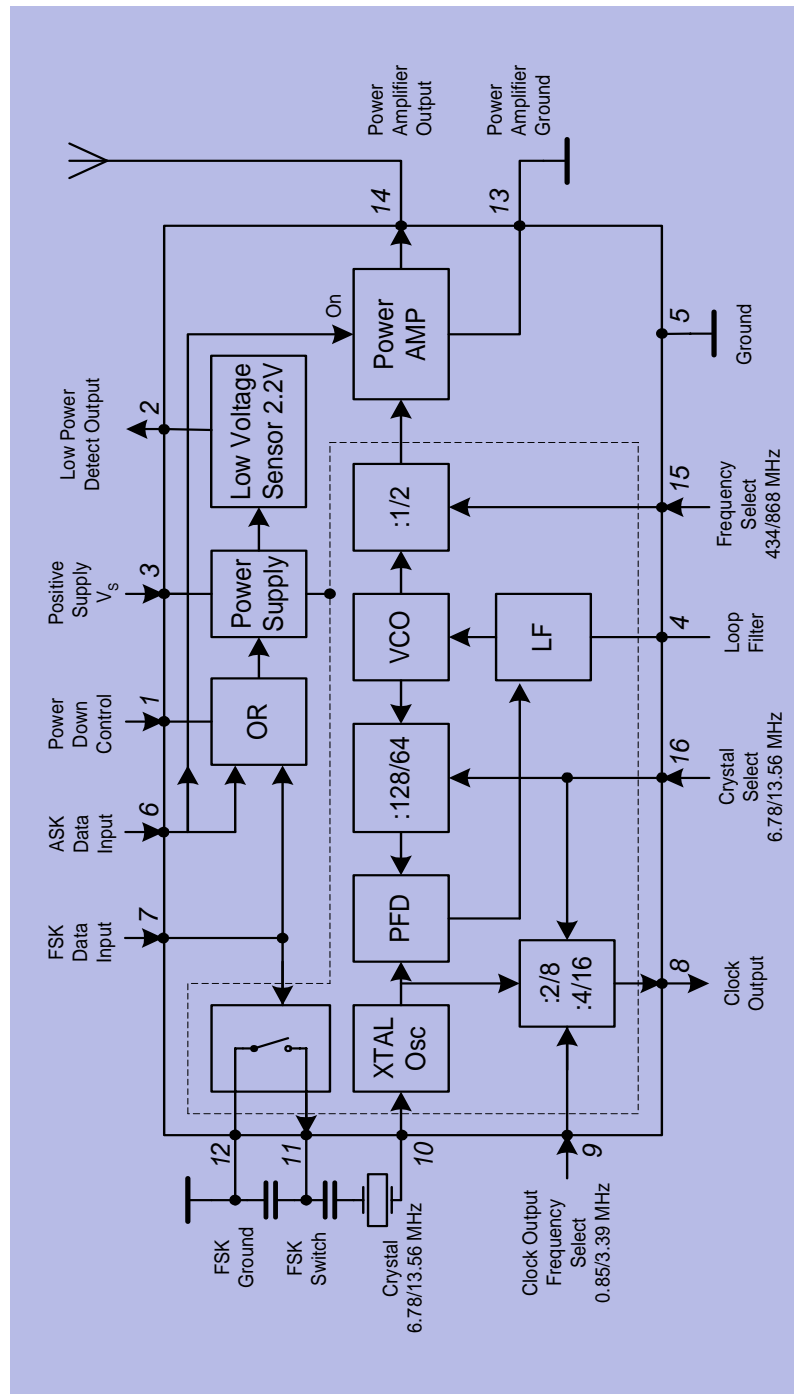 Power
Amplifier
Output
Power
Amplifier
Ground
14
13
On
Power
AMP
Low Power
Detect Output
2
Low Voltage
Sensor 2.2V
5
Ground
Positive
Supply
VS
3
Power
Supply
:1/2
15
Frequency
Select
434/868 MHz
Power
Down
Control
1
OR
VCO
LF
4
Loop
Filter
ASK
Data
Input
6
:128/64
16
Crystal
Select
6.78/13.56 MHz
FSK
Data
Input
7
PFD
:2/8
:4/16
8
Clock
Output
XTAL
Osc
12
11
10
9
FSK
Ground
FSK
Switch
Crystal
6.78/13.56 MHz
Clock Output
Frequency
Select
0.85/3.39 MHz